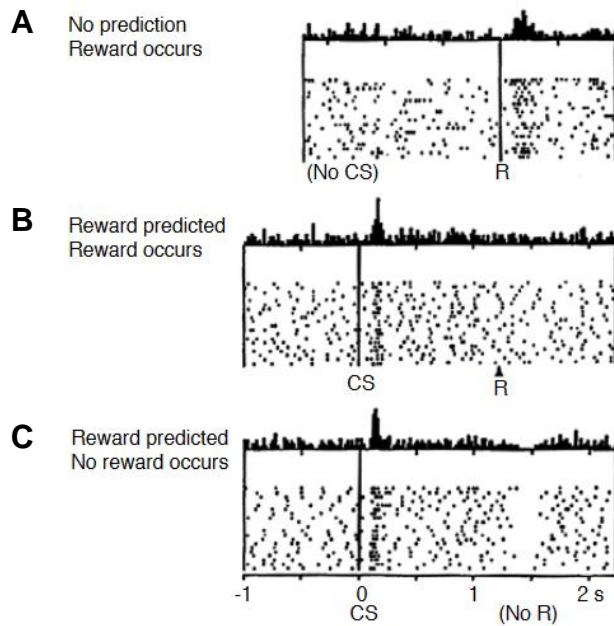 A
No prediction
Reward occurs
(No CS) R
B
Reward predicted
Reward occurs
CS R
C
Reward predicted
No reward occurs
-1 0 1 2 s
CS (No R)